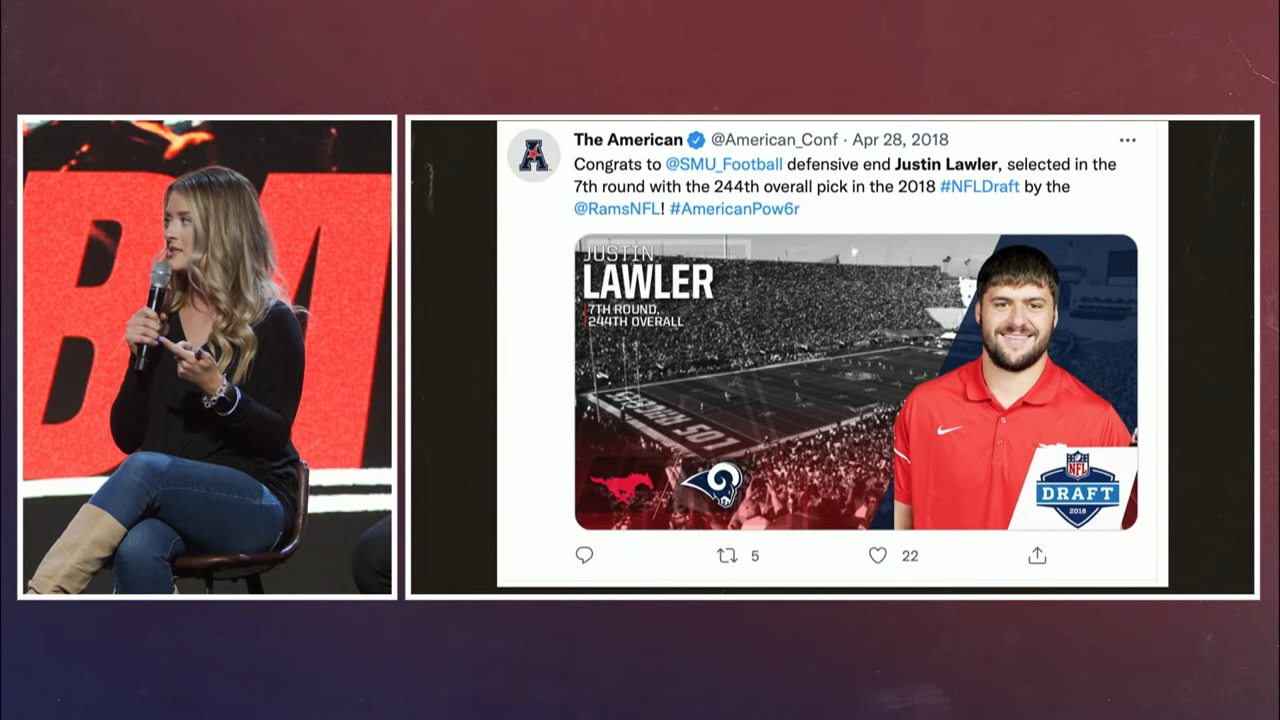 BM
The American @American_Conf · Apr 28, 2018
Congrats to @SMU_Football defensive end Justin Lawler, selected in the
7th round with the 244th overall pick in the 2018 #NFLDraft by the
@RamsNFL! #AmericanPow6r
JUSTIN
LAWLER
7TH ROUND,
244TH OVERALL
NFL
DRAFT
2018
5
22